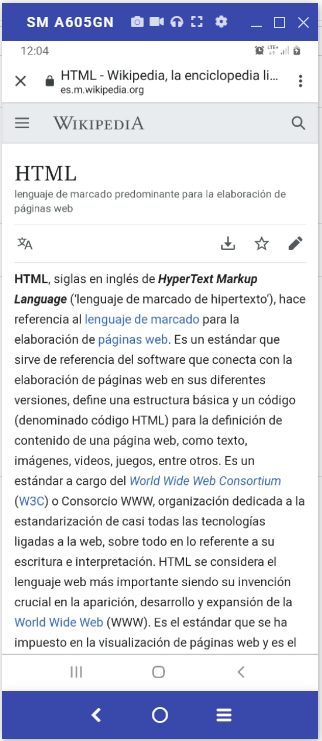 SM A605GN
12:04
HTML - Wikipedia, la enciclopedia li...
es.m.wikipedia.org
WIKIPEDIA
HTML
lenguaje de marcado predominante para la elaboración de
páginas web
HTML, siglas en inglés de HyperText Markup
Language (‘lenguaje de marcado de hipertexto’), hace
referencia al lenguaje de marcado para la
elaboración de páginas web. Es un estándar que
sirve de referencia del software que conecta con la
elaboración de páginas web en sus diferentes
versiones, define una estructura básica y un código
(denominado código HTML) para la definición de
contenido de una página web, como texto,
imágenes, videos, juegos, entre otros. Es un
estándar a cargo del World Wide Web Consortium
(W3C) o Consorcio WWW, organización dedicada a la
estandarización de casi todas las tecnologías
ligadas a la web, sobre todo en lo referente a su
escritura e interpretación. HTML se considera el
lenguaje web más importante siendo su invención
crucial en la aparición, desarrollo y expansión de la
World Wide Web (WWW). Es el estándar que se ha
impuesto en la visualización de páginas web y es el